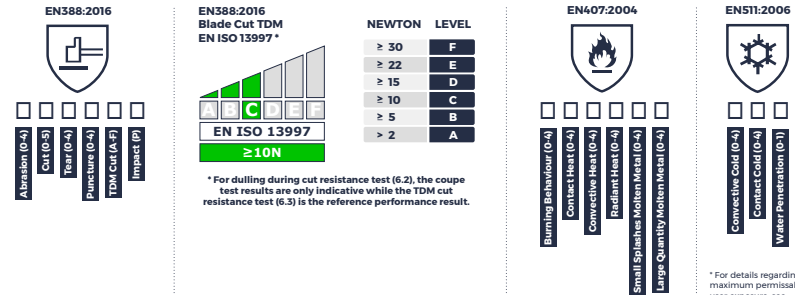 EN388:2016
Abrasion (0-4)
Cut (0-5)
Tear (0-4)
Puncture (0-4)
TDM Cut (A-F)
Impact (P)
EN388:2016
Blade Cut TDM
EN ISO 13997 *
A B C D E F
EN ISO 13997
≥10N
NEWTON LEVEL
≥ 30 F
≥ 22 E
≥ 15 D
≥ 10 C
≥ 5 B
> 2 A
* For dulling during cut resistance test (6.2), the coupe
test results are only indicative while the TDM cut
resistance test (6.3) is the reference performance result.
EN407:2004
Burning Behaviour (0-4)
Contact Heat (0-4)
Convective Heat (0-4)
Radiant Heat (0-4)
Small Splashes Molten Metal (0-4)
Large Quantity Molten Metal (0-4)
EN511:2006
Convective Cold (0-4)
Contact Cold (0-4)
Water Penetration (0-1)
* For details regardin
maximum permissa